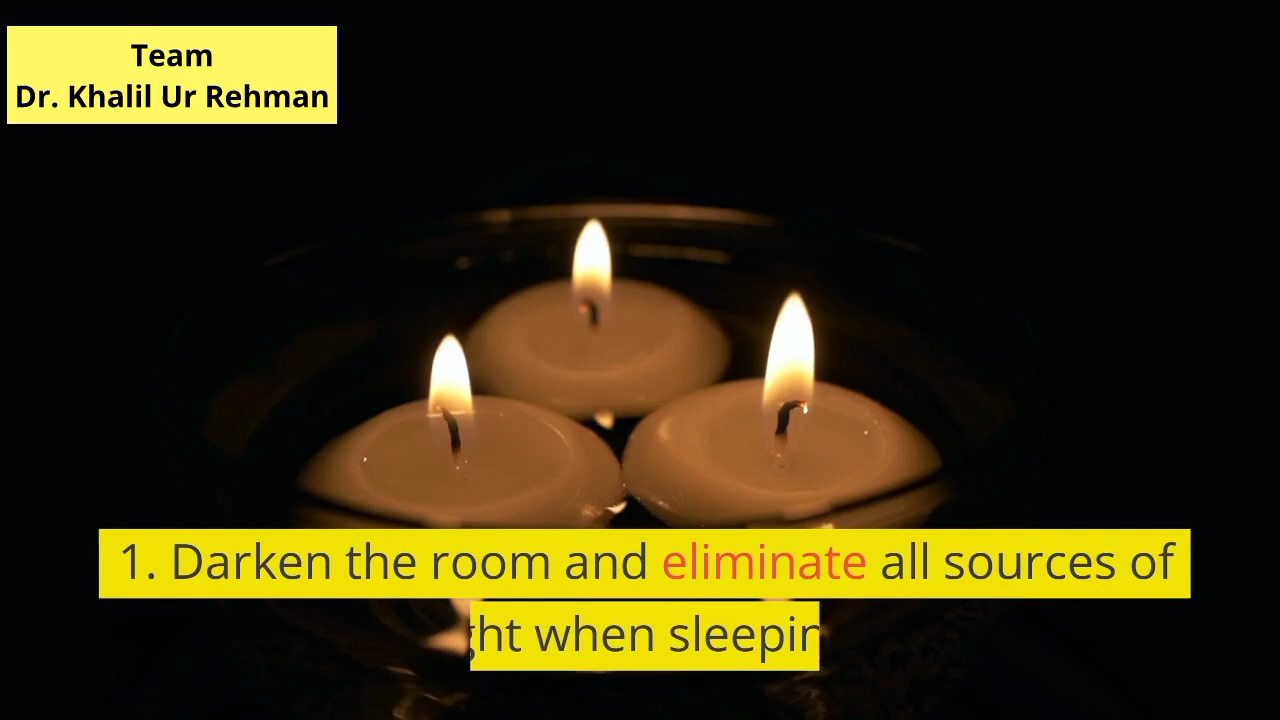 Team
Dr. Khalil Ur Rehman
1. Darken the room and eliminate all sources of
ght when sleepin